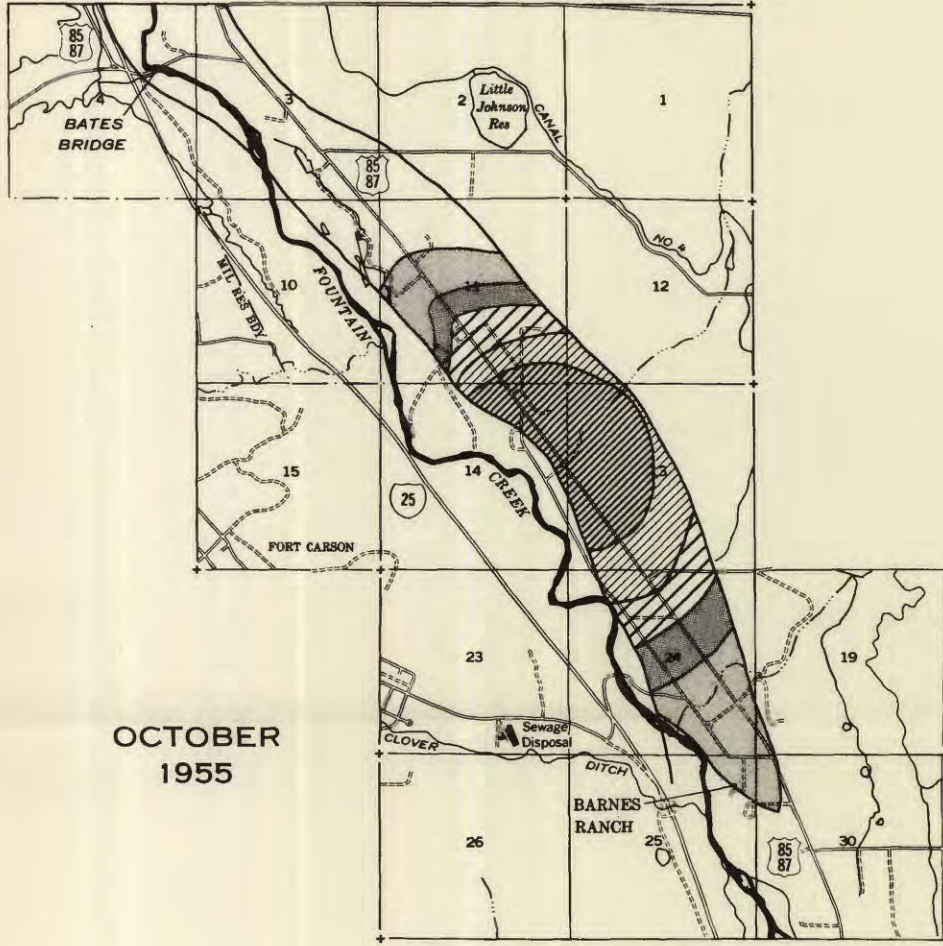 85
87
4
BATES
BRIDGE
3
2
Little
Johnson
Res
CANAL
1
85
87
NO 4
10
MIL RES BDY
FOUNTAIN
11
12
15
14
CREEK
13
25
FORT CARSON
23
24
19
OCTOBER
1955
CLOVER
Sewage
Disposal
DITCH
BARNES
RANCH
26
25
85
87
30